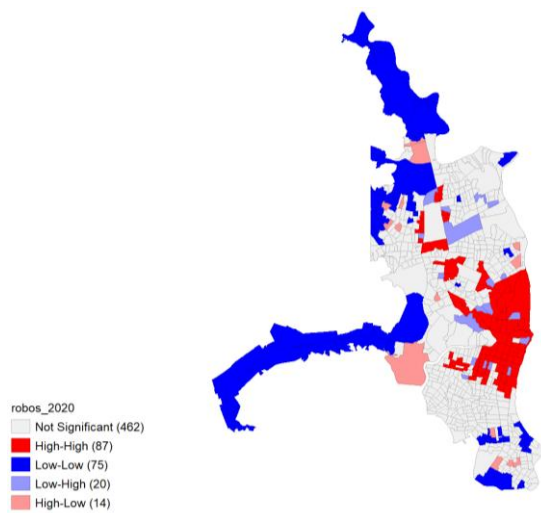 robos_2020
Not Significant (462)
High-High (87)
Low-Low (75)
Low-High (20)
High-Low (14)